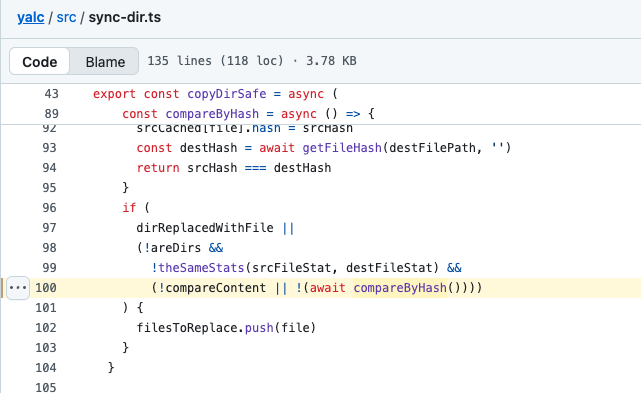 yalc / src / sync-dir.ts
Code Blame 135 lines (118 loc) · 3.78 KB
43 export const copyDirSafe = async (
89 const compareByHash = async () => {
92 srcCached[file].hash = srcHash
93 const destHash = await getFileHash(destFilePath, '')
94 return srcHash === destHash
95 }
96 if (
97 dirReplacedWithFile ||
98 (!areDirs &&
99 !theSameStats(srcFileStat, destFileStat) &&
100 (!compareContent || !(await compareByHash())))
101 ) {
102 filesToReplace.push(file)
103 }
104 }
105